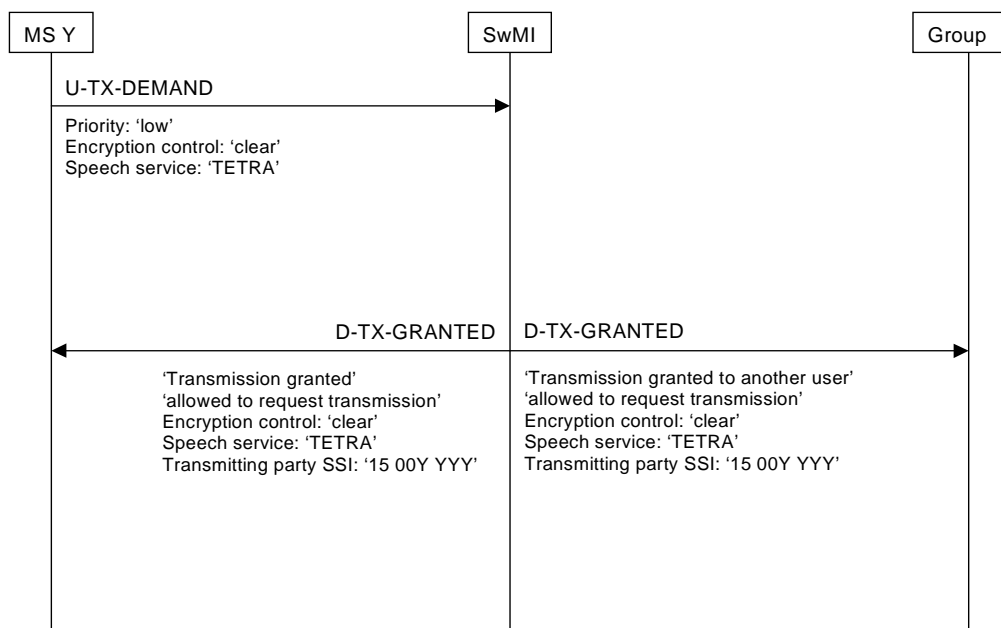 MS Y
SwMI
Group
U-TX-DEMAND
Priority: ‘low’
Encryption control: ‘clear’
Speech service: ‘TETRA’
D-TX-GRANTED
D-TX-GRANTED
‘Transmission granted’
‘allowed to request transmission’
Encryption control: ‘clear’
Speech service: ‘TETRA’
Transmitting party SSI: ‘15 00Y YYY’
‘Transmission granted to another user’
‘allowed to request transmission’
Encryption control: ‘clear’
Speech service: ‘TETRA’
Transmitting party SSI: ‘15 00Y YYY’